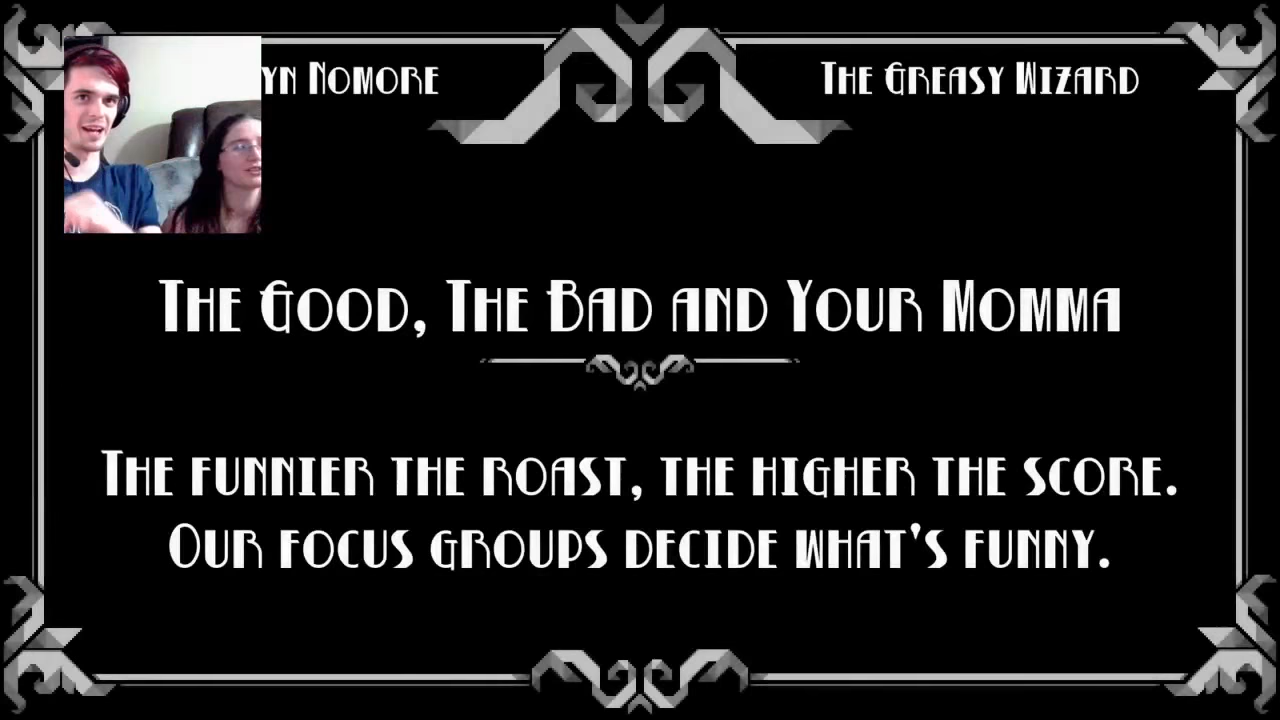 yn Nomore
The Greasy Wizard
The Good, The Bad and Your Momma
The funnier the roast, the higher the score.
Our focus groups decide what's funny.